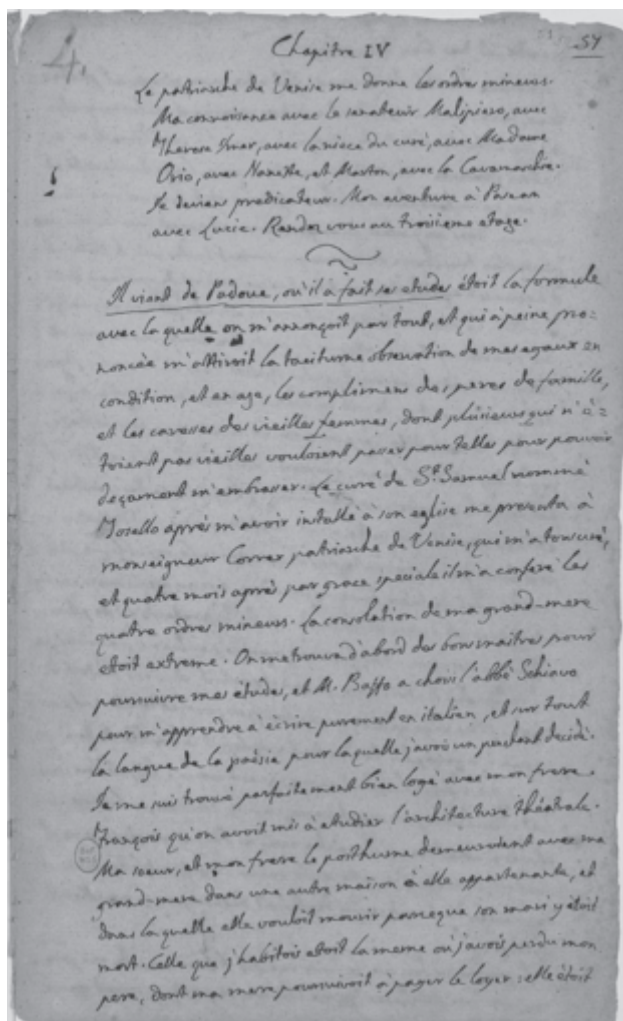 4.
54
Chapitre IV
Le patriarche de Venise me donne les ordres mineurs.
Ma connoissance avec le senateur Malipiero, avec
Therese Imer, avec la niece du curé, avec Madame
Orio, avec Nanette, et Marton, avec la Cavamachie.
Je deviens predicateur. Mon aventure à Pasean
avec Lucie. Rendez vous au troisieme etage.
Il vient de Padoue, où il a fait ses etudes étoit la formule
avec la quelle on m'annonçoit par tout, et qui à peine pro=
noncée m'attiroit la taciturne observation de mes egaux en
condition, et en age, les complimens des peres de famille,
et les caresses des vieilles femmes, dont plusieurs qui n'é=
toient pas vieilles vouloient passer pour telles pour pouvoir
deçament m'embrasser. Le curé de S.t Samuel nommé
Tosello après m'avoir installé à son eglise me presenta à
monseigneur Correr patriarche de Venise, qui m'a tonsuré,
et quatre mois après par grace speciale il m'a conferé les
quatre ordres mineurs. La consolation de ma grand-mere
etoit extreme. On me trouva d'abord des bons maitres pour
poursuivre mes études, et M. Baffo a choisi l'abbé Schiavo
pour m'apprendre à écrire purement en italien, et sur tout
la langue de la poësie pour la quelle j'avois un penchant decidé.
Je me suis trouvé parfaitement bien logé avec mon frere
François qu'on avoit mis à etudier l'architecture théatrale.
Ma soeur, et mon frere le posthume demeuroient avec ma
grand-mere dans une autre maison à elle appartenante, et
dans la quelle elle vouloit mourir parceque son mari y étoit
mort. Celle que j'habitois etoit la meme où j'avois perdu mon
pere, dont ma mere poursuivoit à payer le loyer: elle étoit